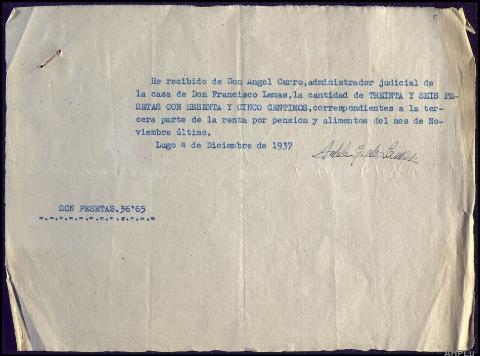 He recibido de Don Angel Carro,administrador judicial de
la casa de Don Francisco Lemas,la cantidad de TREINTA Y SEIS PE-
SETAS CON SESENTA Y CINCO CENTIMOS,correspondientes a la ter-
cera parte de la renta por pension y alimentos del mes de No-
viembre último.
Lugo 4 de Diciembre de 1937
SON PESETAS.36'65
AHPLU